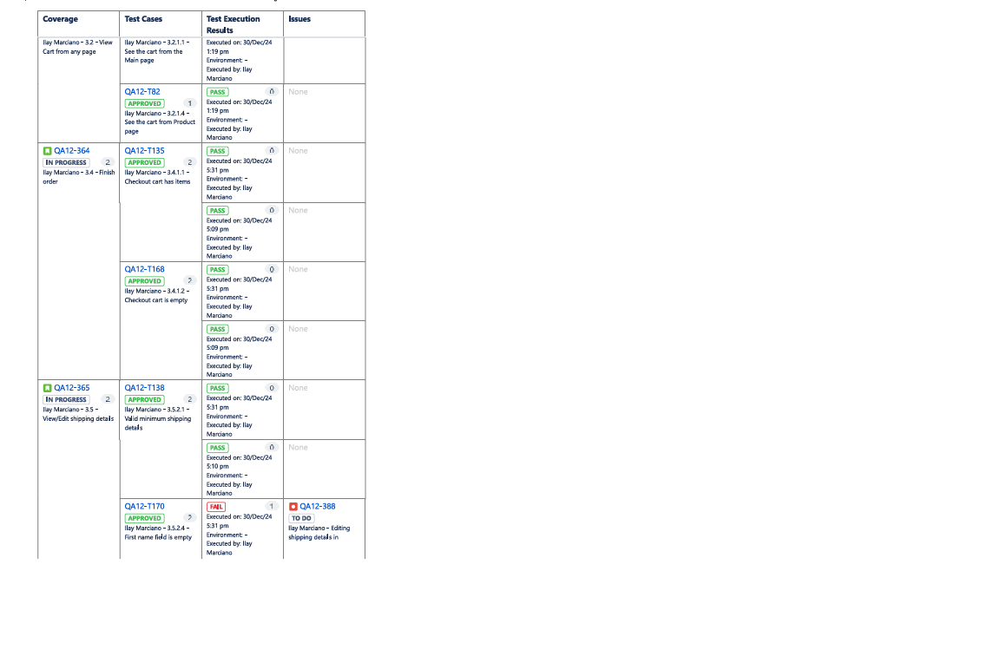 Coverage
Test Cases
Test Execution
Results
Issues
Ilay Marciano - 3.2 - View
Cart from any page
Ilay Marciano - 3.2.1.1 -
See the cart from the
Main page
Executed on: 30/Dec/24
1:19 pm
Environment: -
Executed by: Ilay
Marciano
QA12-T82
APPROVED 1
Ilay Marciano - 3.2.1.4 -
See the cart from Product
page
PASS 0
Executed on: 30/Dec/24
1:19 pm
Environment: -
Executed by: Ilay
Marciano
None
QA12-364
IN PROGRESS 2
Ilay Marciano - 3.4 - Finish
order
QA12-T135
APPROVED 2
Ilay Marciano - 3.4.1.1 -
Checkout cart has items
PASS 0
Executed on: 30/Dec/24
5:31 pm
Environment: -
Executed by: Ilay
Marciano
None
PASS 0
Executed on: 30/Dec/24
5:09 pm
Environment: -
Executed by: Ilay
Marciano
None
QA12-T168
APPROVED 2
Ilay Marciano - 3.4.1.2 -
Checkout cart is empty
PASS 0
Executed on: 30/Dec/24
5:31 pm
Environment: -
Executed by: Ilay
Marciano
None
PASS 0
Executed on: 30/Dec/24
5:09 pm
Environment: -
Executed by: Ilay
Marciano
None
QA12-365
IN PROGRESS 2
Ilay Marciano - 3.5 -
View/Edit shipping details
QA12-T138
APPROVED 2
Ilay Marciano - 3.5.2.1 -
Valid minimum shipping
details
PASS 0
Executed on: 30/Dec/24
5:31 pm
Environment: -
Executed by: Ilay
Marciano
None
PASS 0
Executed on: 30/Dec/24
5:10 pm
Environment: -
Executed by: Ilay
Marciano
None
QA12-T170
APPROVED 2
Ilay Marciano - 3.5.2.4 -
First name field is empty
FAIL 1
Executed on: 30/Dec/24
5:31 pm
Environment: -
Executed by: Ilay
Marciano
QA12-388
TO DO
Ilay Marciano - Editing
shipping details in